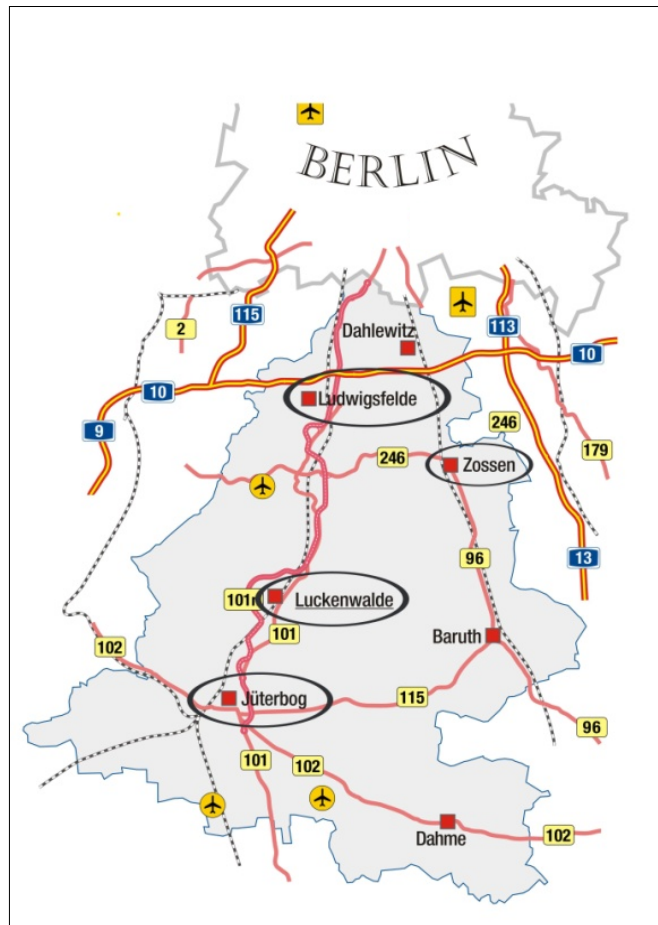 BERLIN
2
115
113
Dahlewitz
10
10
Ludwigsfelde
9
246
179
246
Zossen
96
13
101n
Luckenwalde
101
Baruth
102
Jüterbog
115
96
101
102
Dahme
102